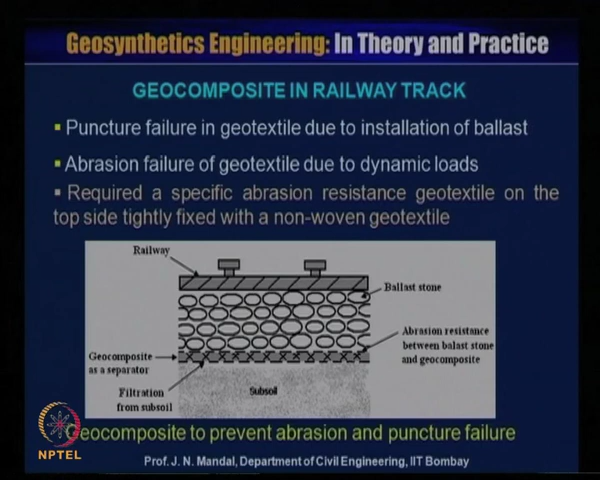 Geosynthetics Engineering: In Theory and Practice
GEOCOMPOSITE IN RAILWAY TRACK
Puncture failure in geotextile due to installation of ballast
Abrasion failure of geotextile due to dynamic loads
Required a specific abrasion resistance geotextile on the
top side tightly fixed with a non-woven geotextile
Railway
Ballast stone
Abrasion resistance
between balast stone
and geocomposite
Geocomposite
as a separator
Filtration
from subsoil
Subsoil
Geocomposite to prevent abrasion and puncture failure
NPTEL
Prof. J. N. Mandal, Department of Civil Engineering, IIT Bombay